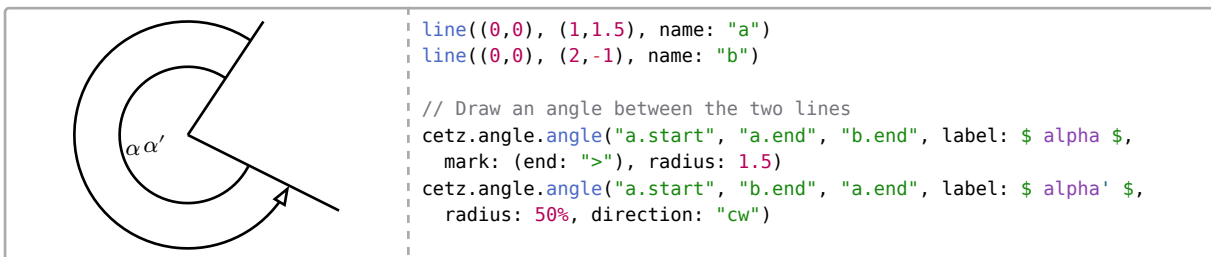 α α′
line((0,0), (1,1.5), name: "a")
line((0,0), (2,-1), name: "b")
// Draw an angle between the two lines
cetz.angle.angle("a.start", "a.end", "b.end", label: $ alpha $,
  mark: (end: ">"), radius: 1.5)
cetz.angle.angle("a.start", "b.end", "a.end", label: $ alpha' $,
  radius: 50%, direction: "cw")